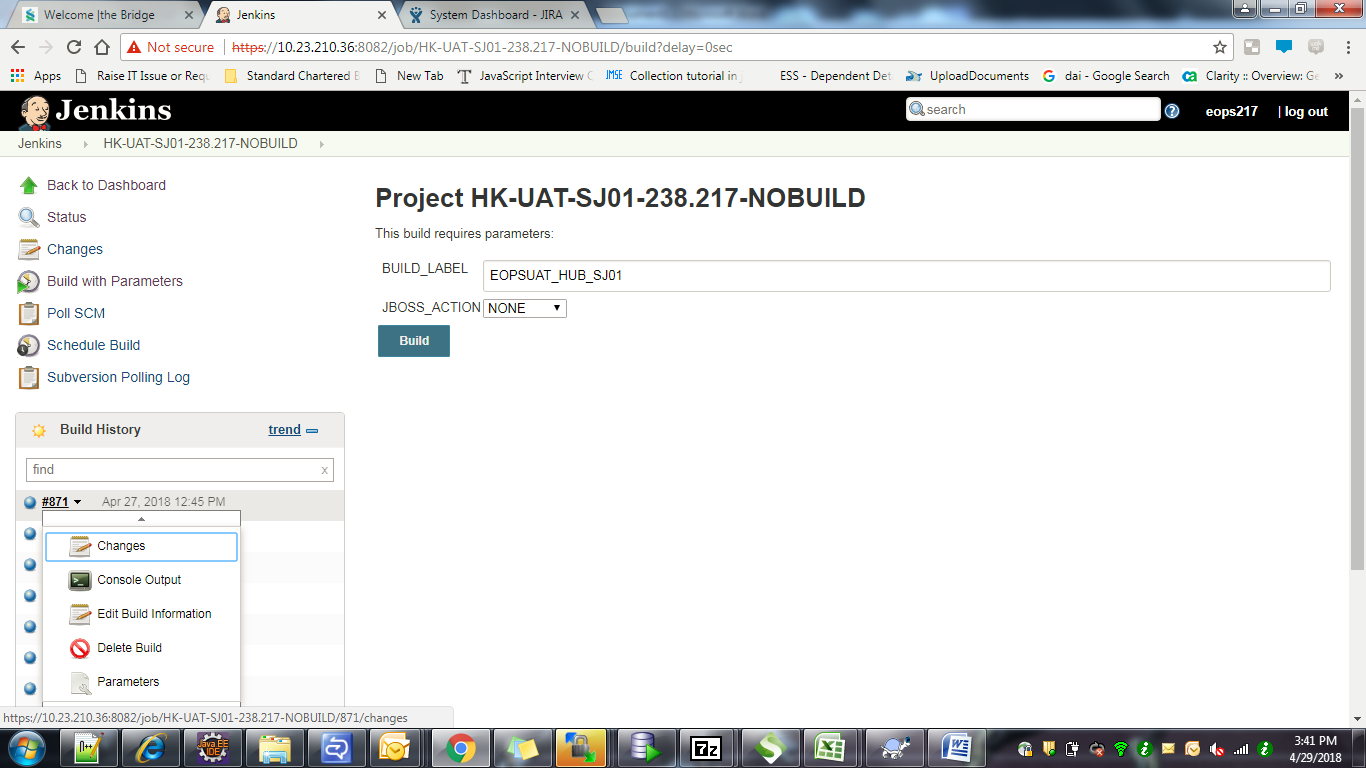 Welcome |the Bridge
Jenkins
System Dashboard - JIRA
Not secure | https://10.23.210.36:8082/job/HK-UAT-SJ01-238.217-NOBUILD/build?delay=0sec
Apps
Raise IT Issue or Requ
Standard Chartered B
New Tab
JavaScript Interview C
JMSE
Collection tutorial in j
ESS - Dependent Det
UploadDocuments
dai - Google Search
ca
Clarity :: Overview: Ge
»
Jenkins
search
?
eops217
| log out
Jenkins
HK-UAT-SJ01-238.217-NOBUILD
Back to Dashboard
Status
Changes
Build with Parameters
Poll SCM
Schedule Build
Subversion Polling Log
Project HK-UAT-SJ01-238.217-NOBUILD
This build requires parameters:
BUILD_LABEL
EOPSUAT_HUB_SJ01
JBOSS_ACTION
NONE
Build
Build History
trend
find
x
#871
Apr 27, 2018 12:45 PM
Changes
Console Output
Edit Build Information
Delete Build
Parameters
https://10.23.210.36:8082/job/HK-UAT-SJ01-238.217-NOBUILD/871/changes
Java EE
IDE
7z
3:41 PM
4/29/2018